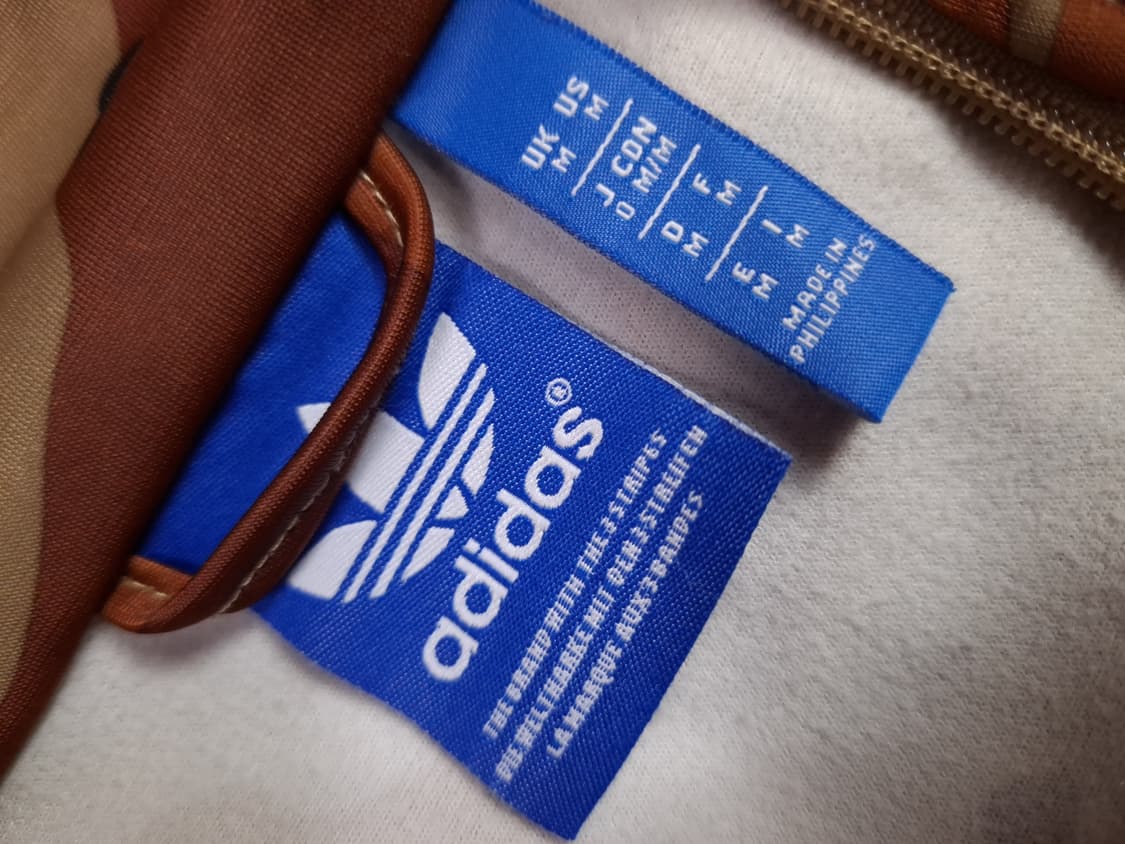 UK US
M M
J CDN
O M/M
D F
M M
E I
M M
MADE IN
PHILIPPINES
adidas®
THE BRAND WITH THE 3 STRIPES
DIE WELTMARKE MIT DEN 3 STREIFEN
LA MARQUE AUX 3 BANDES